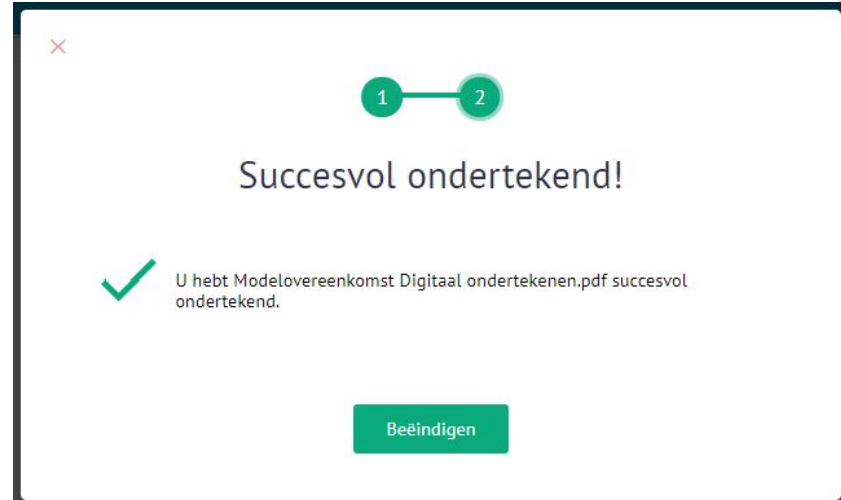 1 2
Succesvol ondertekend!
U hebt Modelovereenkomst Digitaal ondertekenen.pdf succesvol
ondertekend.
Beëindigen